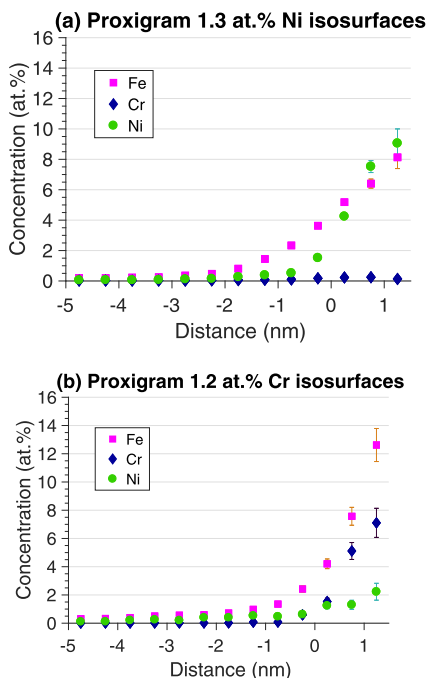 (a) Proxigram 1.3 at.% Ni isosurfaces
16
14
12
10
8
6
4
2
0
Concentration (at.%)
Fe
Cr
Ni
-5 -4 -3 -2 -1 0 1
Distance (nm)
(b) Proxigram 1.2 at.% Cr isosurfaces
16
14
12
10
8
6
4
2
0
Concentration (at.%)
Fe
Cr
Ni
-5 -4 -3 -2 -1 0 1
Distance (nm)